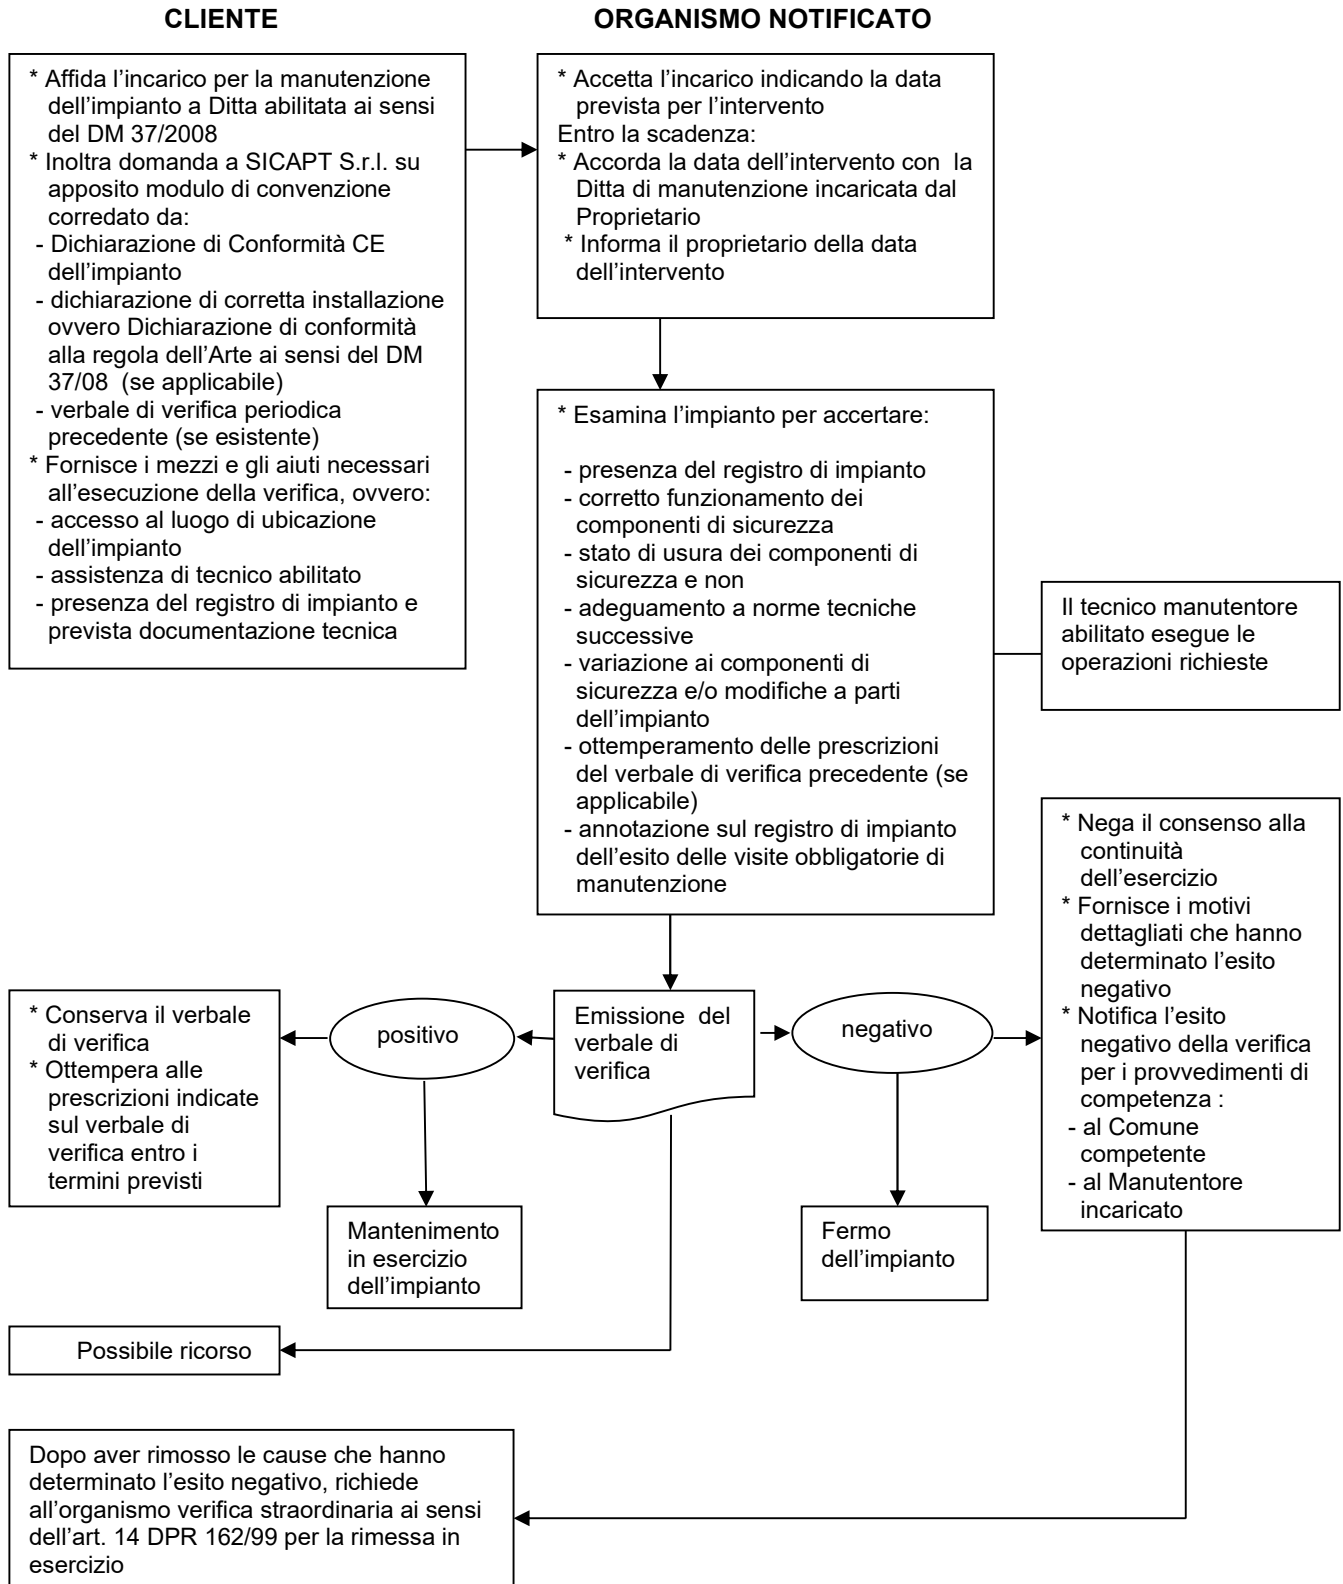 CLIENTE
ORGANISMO NOTIFICATO
* Affida l’incarico per la manutenzione
dell’impianto a Ditta abilitata ai sensi
del DM 37/2008
* Inoltra domanda a SICAPT S.r.l. su
apposito modulo di convenzione
corredato da:
- Dichiarazione di Conformità CE
dell’impianto
- dichiarazione di corretta installazione
ovvero Dichiarazione di conformità
alla regola dell’Arte ai sensi del DM
37/08 (se applicabile)
- verbale di verifica periodica
precedente (se esistente)
* Fornisce i mezzi e gli aiuti necessari
all’esecuzione della verifica, ovvero:
- accesso al luogo di ubicazione
dell’impianto
- assistenza di tecnico abilitato
- presenza del registro di impianto e
prevista documentazione tecnica
* Accetta l’incarico indicando la data
prevista per l’intervento
Entro la scadenza:
* Accorda la data dell’intervento con la
Ditta di manutenzione incaricata dal
Proprietario
* Informa il proprietario della data
dell’intervento
* Esamina l’impianto per accertare:
- presenza del registro di impianto
- corretto funzionamento dei
componenti di sicurezza
- stato di usura dei componenti di
sicurezza e non
- adeguamento a norme tecniche
successive
- variazione ai componenti di
sicurezza e/o modifiche a parti
dell’impianto
- ottemperamento delle prescrizioni
del verbale di verifica precedente (se
applicabile)
- annotazione sul registro di impianto
dell’esito delle visite obbligatorie di
manutenzione
Il tecnico manutentore
abilitato esegue le
operazioni richieste
* Nega il consenso alla
continuità
dell’esercizio
* Fornisce i motivi
dettagliati che hanno
determinato l’esito
negativo
* Notifica l’esito
negativo della verifica
per i provvedimenti di
competenza :
- al Comune
competente
- al Manutentore
incaricato
* Conserva il verbale
di verifica
* Ottempera alle
prescrizioni indicate
sul verbale di
verifica entro i
termini previsti
positivo
Emissione del
verbale di
verifica
negativo
Mantenimento
in esercizio
dell’impianto
Fermo
dell’impianto
Possibile ricorso
Dopo aver rimosso le cause che hanno
determinato l’esito negativo, richiede
all’organismo verifica straordinaria ai sensi
dell’art. 14 DPR 162/99 per la rimessa in
esercizio